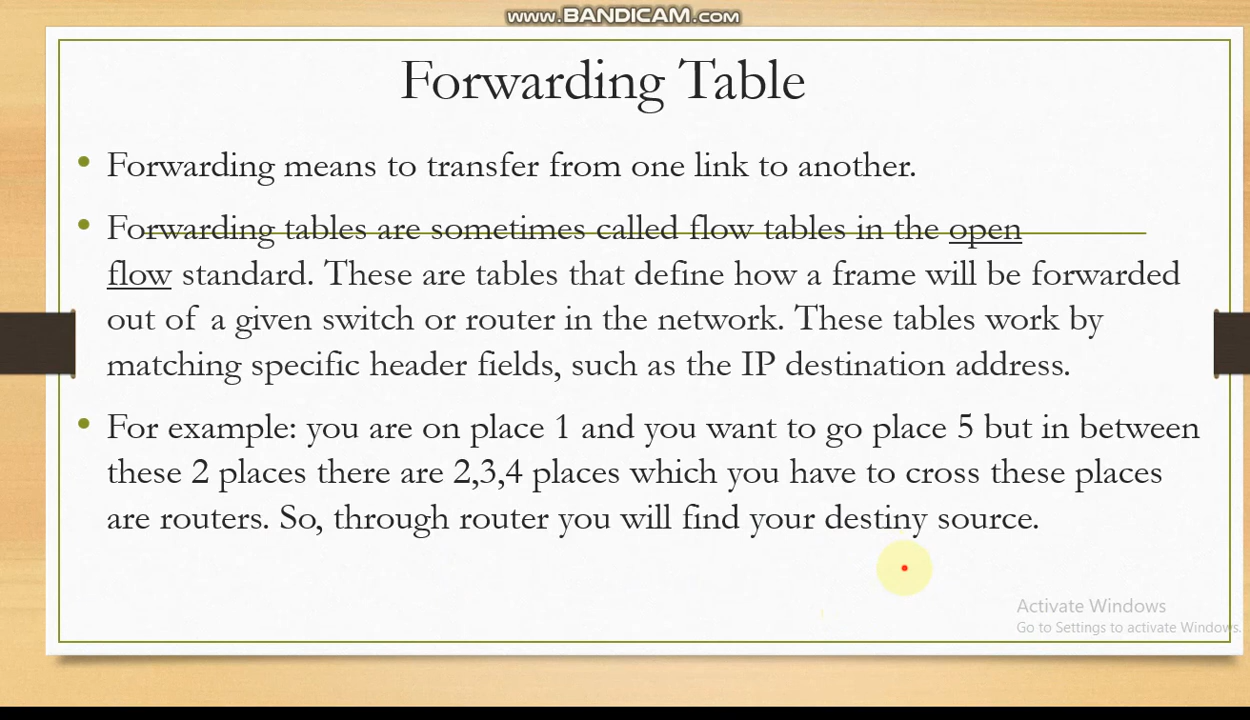 www.BANDICAM.com
Forwarding Table
• Forwarding means to transfer from one link to another.
• Forwarding tables are sometimes called flow tables in the open
flow standard. These are tables that define how a frame will be forwarded
out of a given switch or router in the network. These tables work by
matching specific header fields, such as the IP destination address.
• For example: you are on place 1 and you want to go place 5 but in between
these 2 places there are 2,3,4 places which you have to cross these places
are routers. So, through router you will find your destiny source.
Activate Windows
Go to Settings to activate Windows.